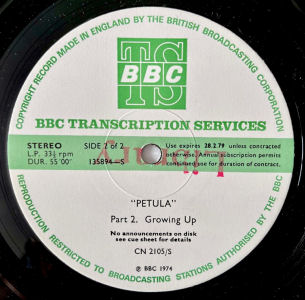 COPYRIGHT RECORD MADE IN ENGLAND BY THE BRITISH BROADCASTING CORPORATION
TS
BBC
BBC TRANSCRIPTION SERVICES
STEREO
L.P. 33⅓ rpm
DUR. 55'00"
SIDE 2 of 2
135894-S
Use expires 28.2.79 unless contracted
otherwise. Annual subscription permits
continued use for duration of contract.
"PETULA"
Part 2. Growing Up
No announcements on disk
see cue sheet for details
CN 2105/S
℗ BBC 1974
REPRODUCTION RESTRICTED TO BROADCASTING STATIONS AUTHORISED BY THE BBC